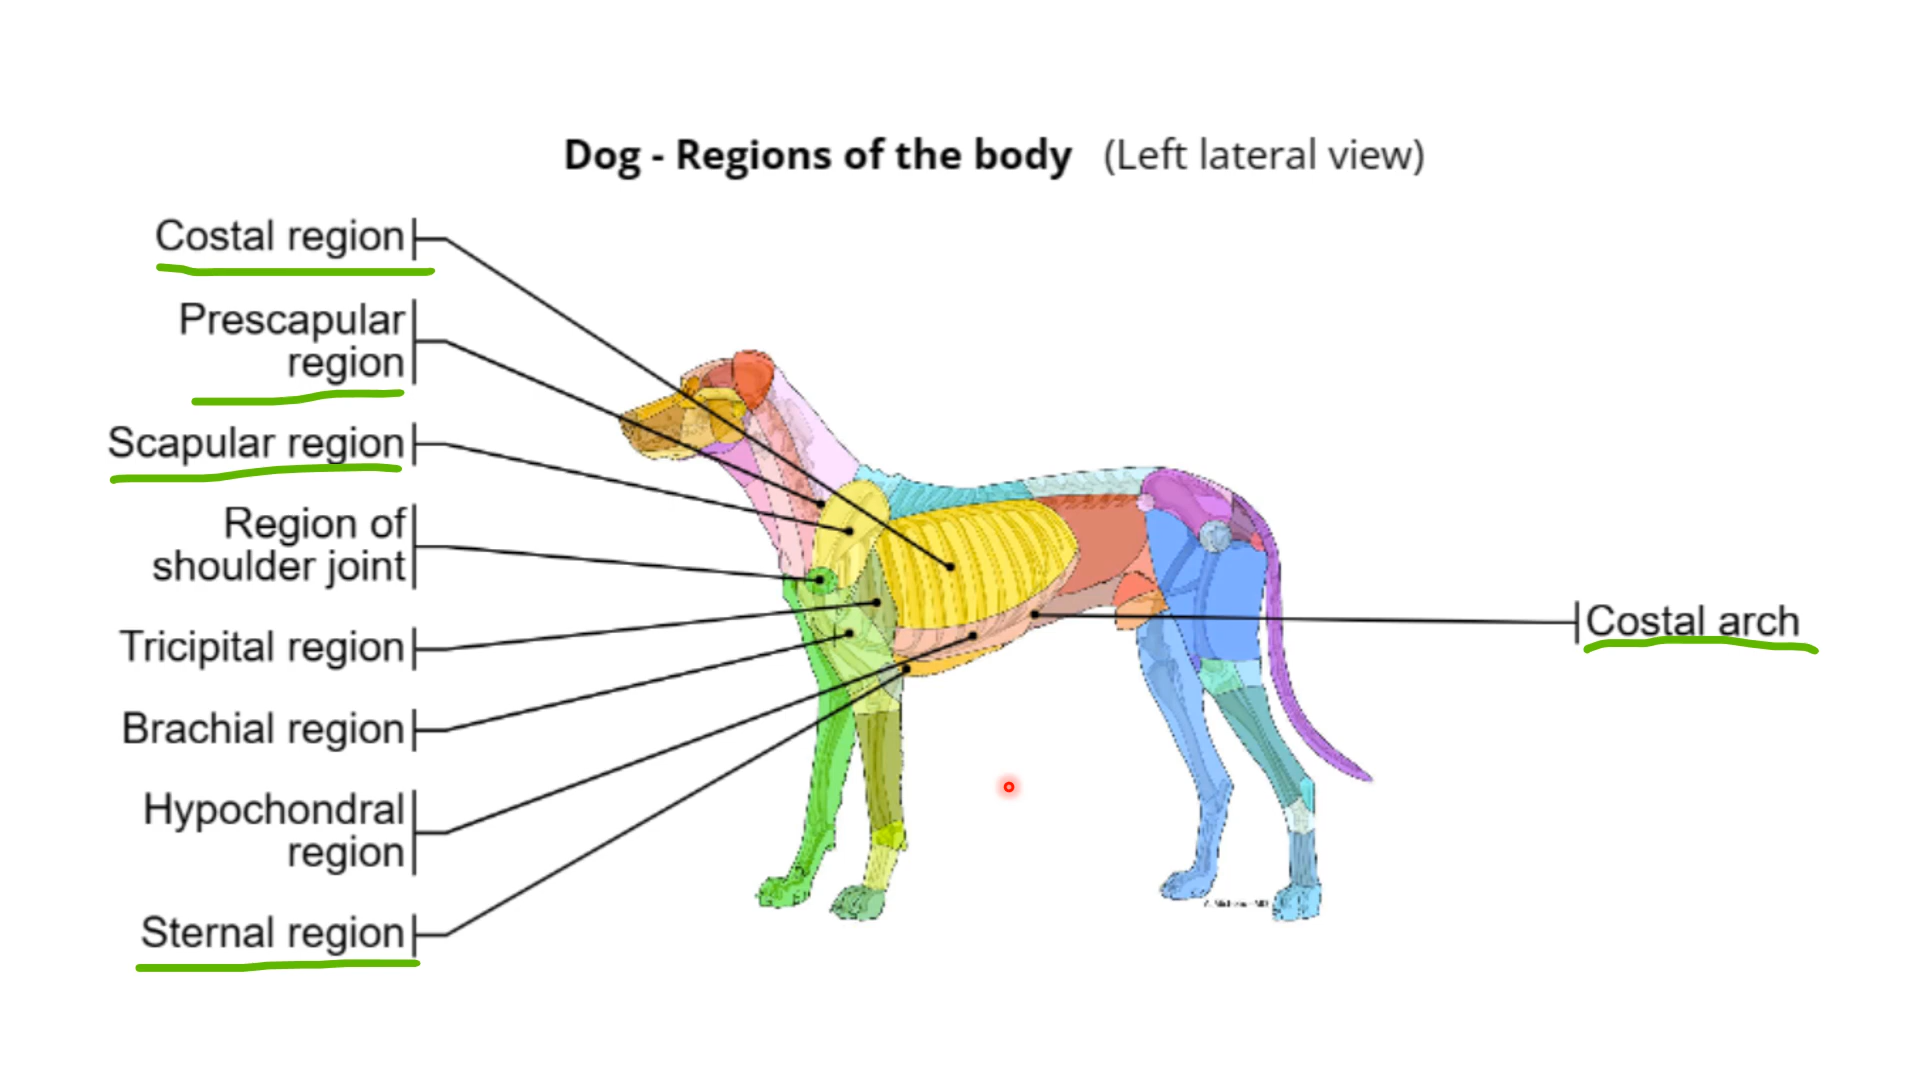 Dog - Regions of the body (Left lateral view)
Costal region
Prescapular
region
Scapular region
Region of
shoulder joint
Tricipital region
Brachial region
Hypochondral
region
Sternal region
Costal arch